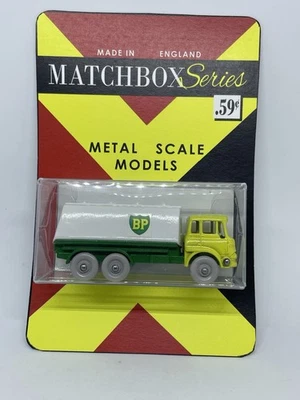 MADE IN ENGLAND
MATCHBOX Series
.59¢
METAL SCALE
MODELS
BP